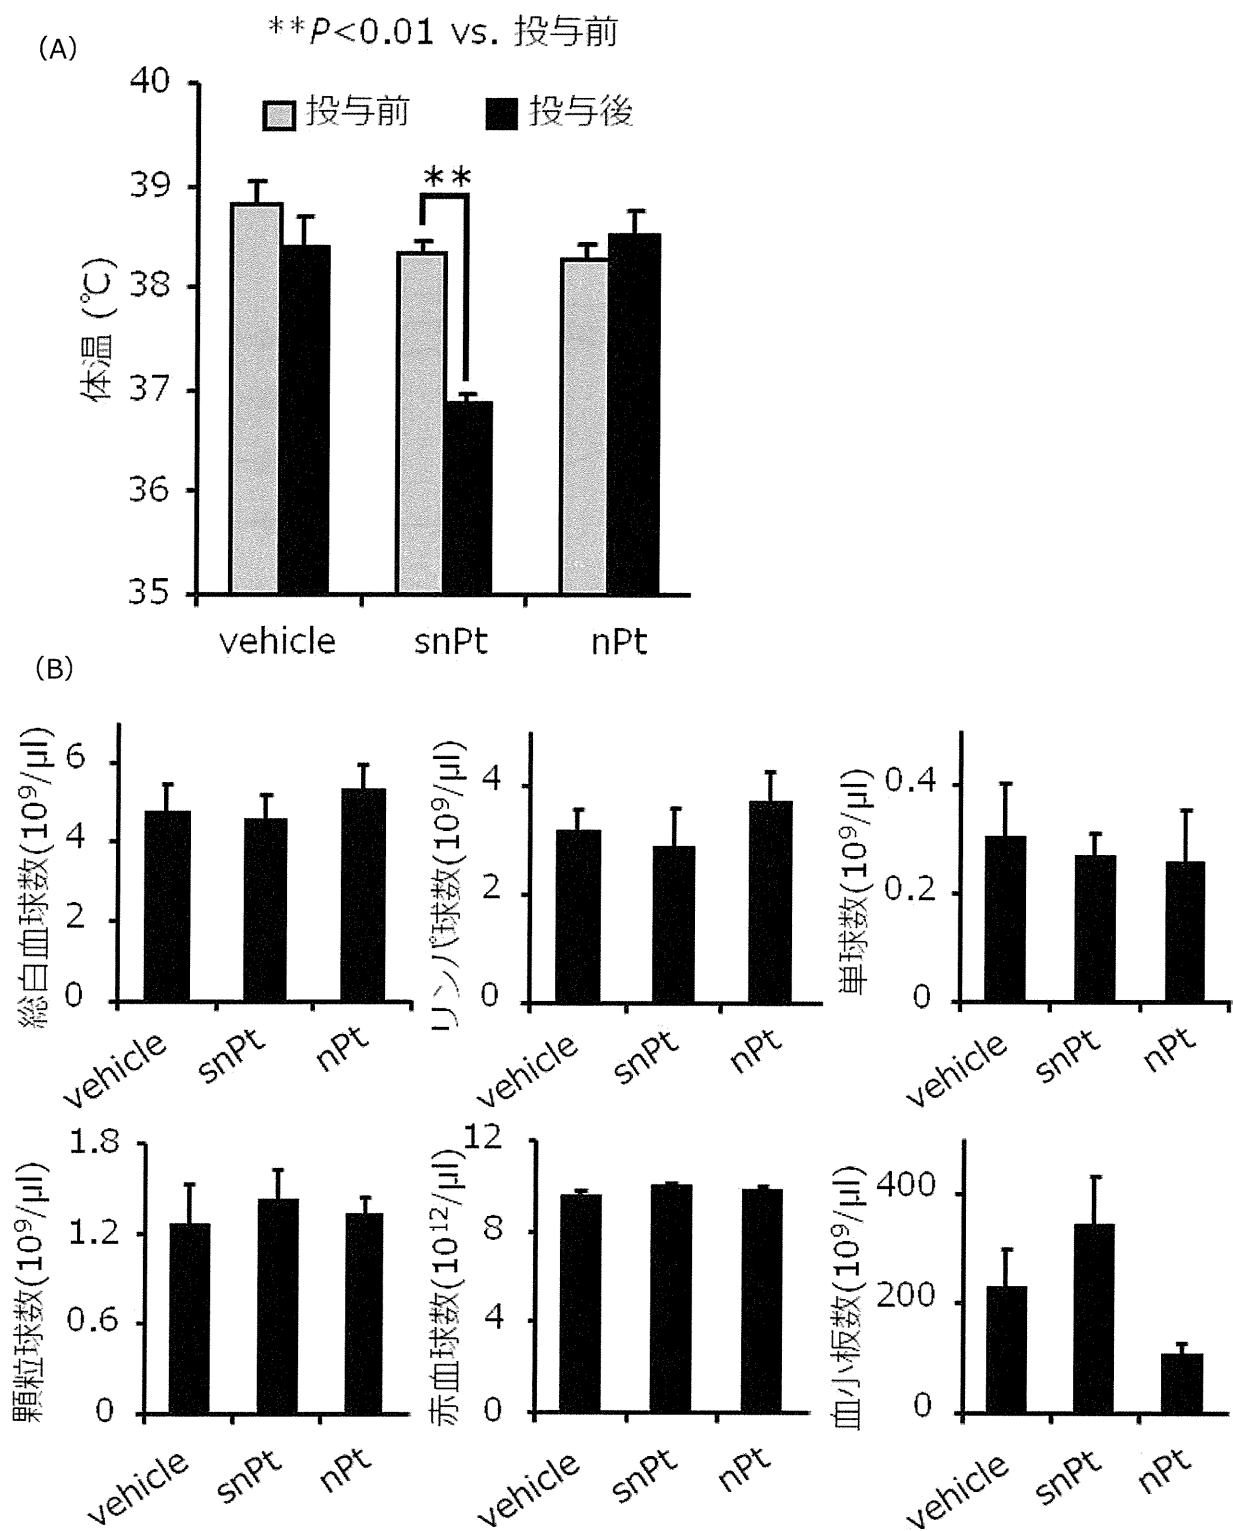 (A)
**P<0.01 vs. 投与前
投与前 投与後
**
体温 (℃)
40
39
38
37
36
35
vehicle snPt nPt
(B)
総白血球数(10⁹/μl)
6
4
2
0
vehicle snPt nPt
リンパ球数(10⁹/μl)
4
2
0
vehicle snPt nPt
単球数(10⁹/μl)
0.4
0.2
0
vehicle snPt nPt
顆粒球数(10⁹/μl)
1.8
1.2
0.6
0
vehicle snPt nPt
赤血球数(10¹²/μl)
12
8
4
0
vehicle snPt nPt
血小板数(10⁹/μl)
400
200
0
vehicle snPt nPt